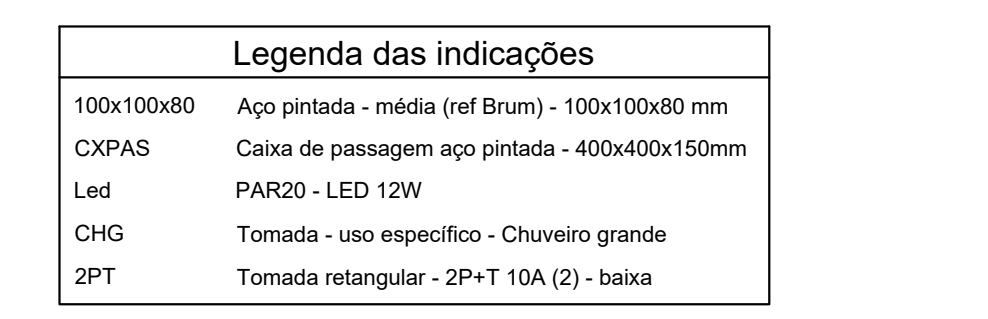 Legenda das indicações
100x100x80 Aço pintada - média (ref Brum) - 100x100x80 mm
CXPAS Caixa de passagem aço pintada - 400x400x150mm
Led PAR20 - LED 12W
CHG Tomada - uso específico - Chuveiro grande
2PT Tomada retangular - 2P+T 10A (2) - baixa